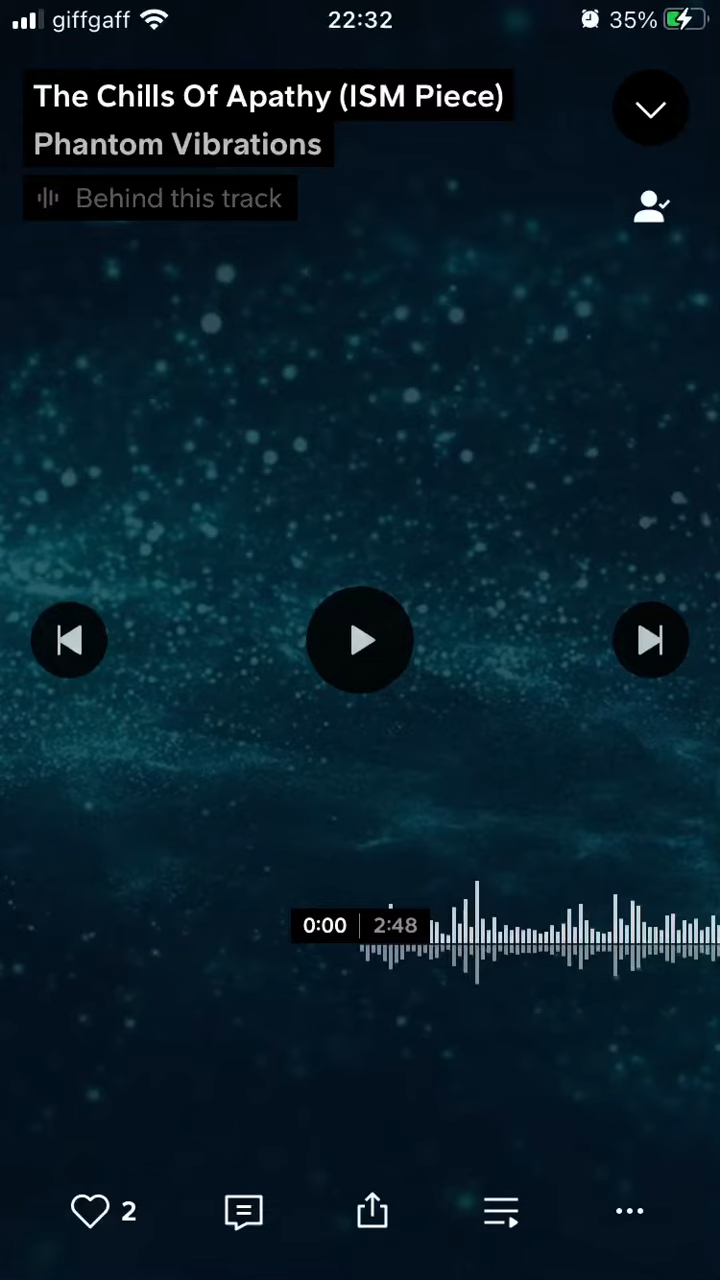 giffgaff 22:32 35%
The Chills Of Apathy (ISM Piece)
Phantom Vibrations
Behind this track
0:00 2:48
2